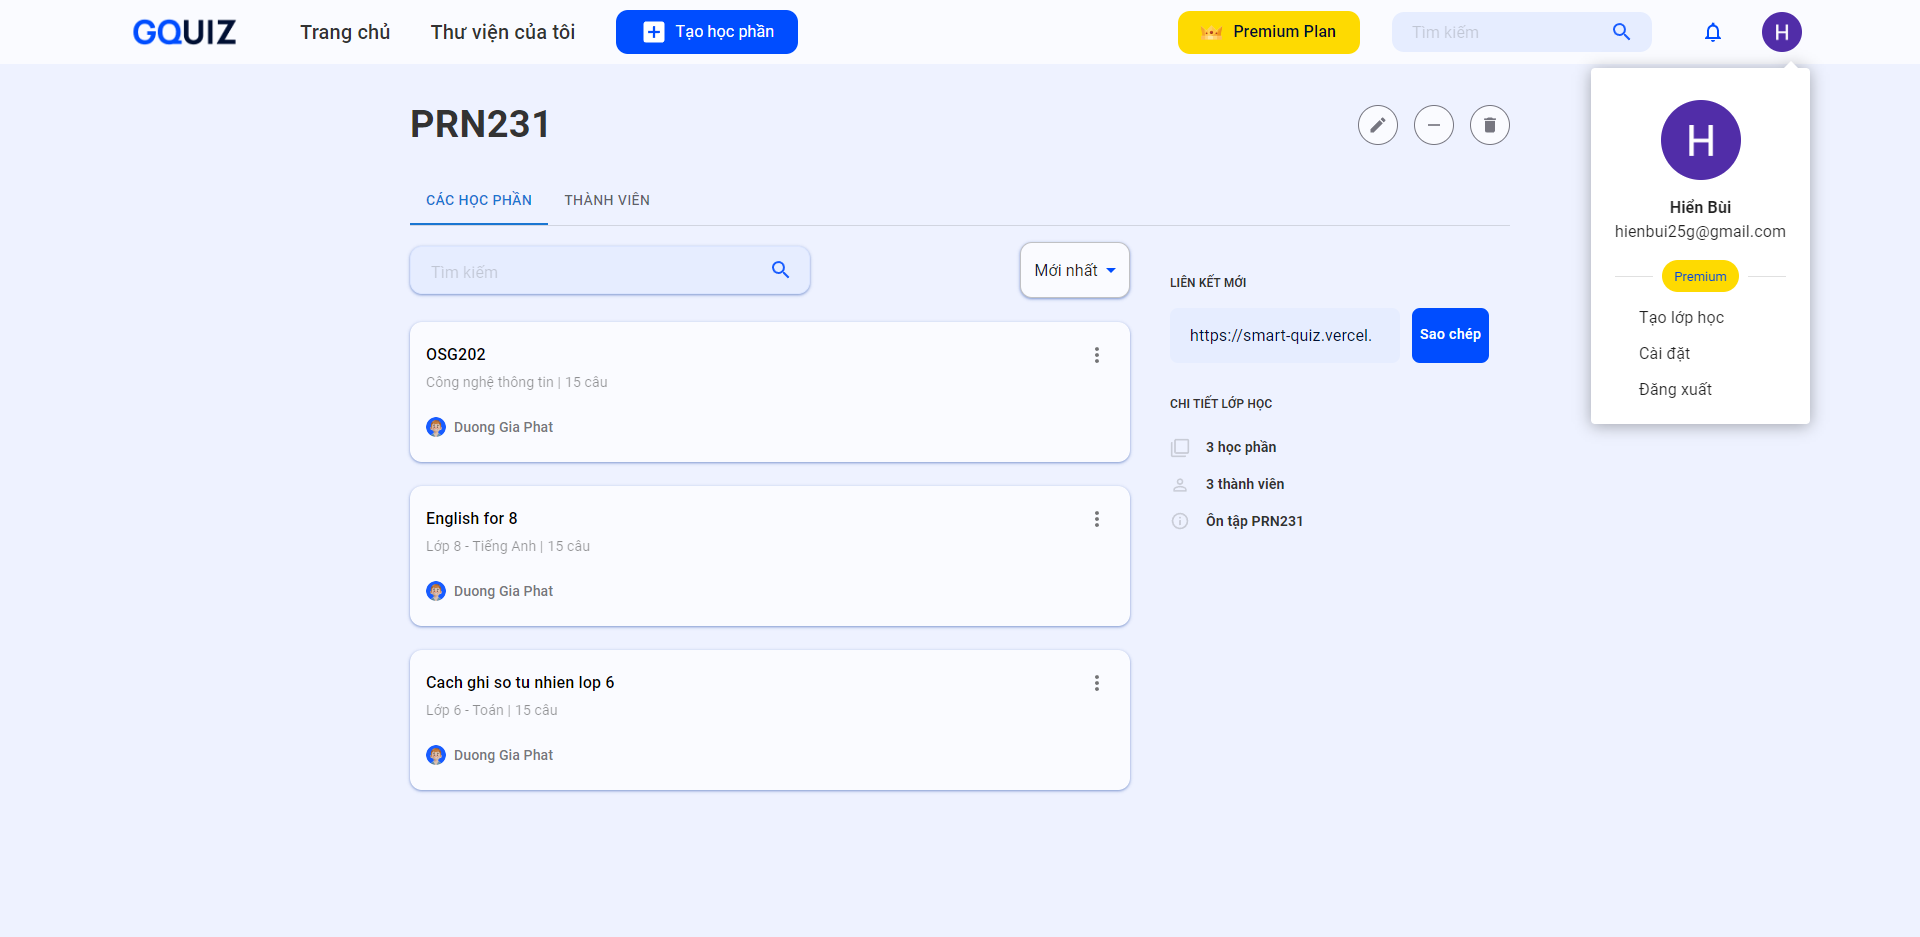 GQUIZ
Trang chủ
Thư viện của tôi
Tạo học phần
Premium Plan
Tìm kiếm
H
PRN231
CÁC HỌC PHẦN
THÀNH VIÊN
Tìm kiếm
Mới nhất
OSG202
Công nghệ thông tin | 15 câu
Duong Gia Phat
English for 8
Lớp 8 - Tiếng Anh | 15 câu
Duong Gia Phat
Cach ghi so tu nhien lop 6
Lớp 6 - Toán | 15 câu
Duong Gia Phat
LIÊN KẾT MỜI
https://smart-quiz.vercel.
Sao chép
CHI TIẾT LỚP HỌC
3 học phần
3 thành viên
Ôn tập PRN231
H
Hiển Bùi
hienbui25g@gmail.com
Premium
Tạo lớp học
Cài đặt
Đăng xuất